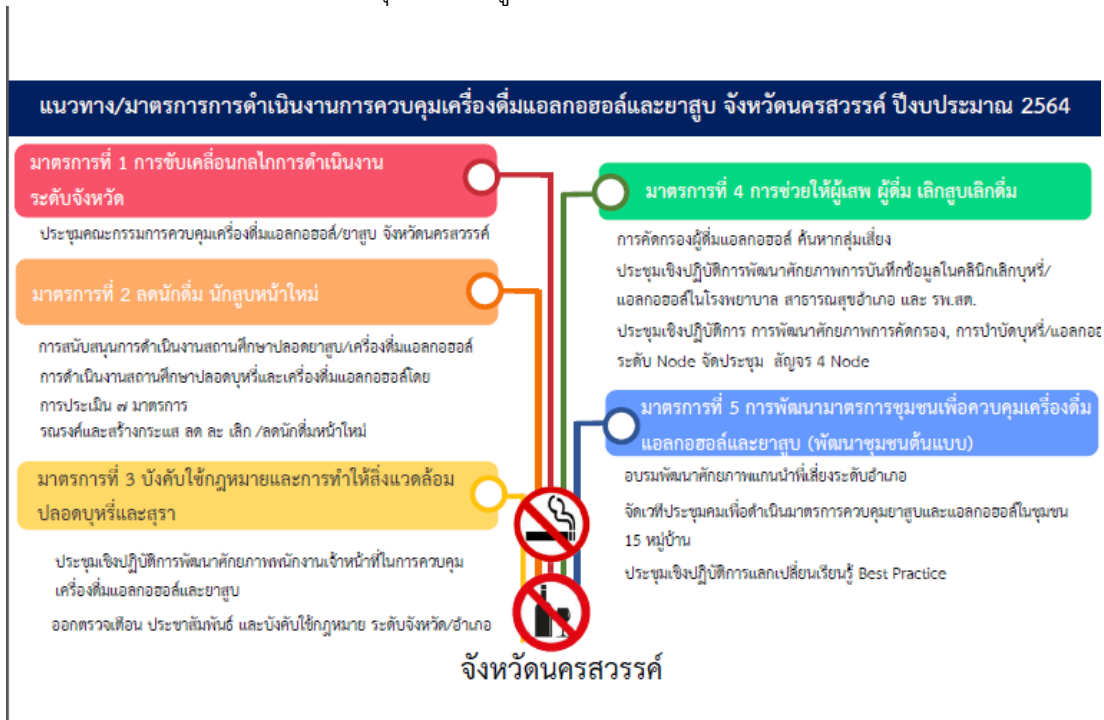 แนวทาง/มาตรการการดำเนินงานการควบคุมเครื่องดื่มแอลกอฮอล์และยาสูบ จังหวัดนครสวรรค์ ปีงบประมาณ 2564
มาตรการที่ 1 การขับเคลื่อนกลไกการดำเนินงาน
ระดับจังหวัด
ประชุมคณะกรรมการควบคุมเครื่องดื่มแอลกอฮอล์/ยาสูบ จังหวัดนครสวรรค์
มาตรการที่ 2 ลดนักดื่ม นักสูบหน้าใหม่
การสนับสนุนการดำเนินงานสถานศึกษาปลอดยาสูบ/เครื่องดื่มแอลกอฮอล์
การดำเนินงานสถานศึกษาปลอดบุหรี่และเครื่องดื่มแอลกอฮอล์โดย
การประเมิน ๗ มาตรการ
รณรงค์และสร้างกระแส ลด ละ เลิก /ลดนักดื่มหน้าใหม่
มาตรการที่ 3 บังคับใช้กฎหมายและการทำให้สิ่งแวดล้อม
ปลอดบุหรี่และสุรา
ประชุมเชิงปฏิบัติการพัฒนาศักยภาพพนักงานเจ้าหน้าที่ในการควบคุม
เครื่องดื่มแอลกอฮอล์และยาสูบ
ออกตรวจเตือน ประชาสัมพันธ์ และบังคับใช้กฎหมาย ระดับจังหวัด/อำเภอ
มาตรการที่ 4 การช่วยให้ผู้เสพ ผู้ดื่ม เลิกสูบเลิกดื่ม
การคัดกรองผู้ดื่มแอลกอฮอล์ ค้นหากลุ่มเสี่ยง
ประชุมเชิงปฏิบัติการพัฒนาศักยภาพการบันทึกข้อมูลในคลินิกเลิกบุหรี่/
แอลกอฮอล์ในโรงพยาบาล สาธารณสุขอำเภอ และ รพ.สต.
ประชุมเชิงปฏิบัติการ การพัฒนาศักยภาพการคัดกรอง, การบำบัดบุหรี่/แอลกอฮ
ระดับ Node จัดประชุม สัญจร 4 Node
มาตรการที่ 5 การพัฒนามาตรการชุมชนเพื่อควบคุมเครื่องดื่ม
แอลกอฮอล์และยาสูบ (พัฒนาชุมชนต้นแบบ)
อบรมพัฒนาศักยภาพแกนนำพี่เลี้ยงระดับอำเภอ
จัดเวทีประชุมคมเพื่อดำเนินมาตรการควบคุมยาสูบและแอลกอฮอล์ในชุมชน
15 หมู่บ้าน
ประชุมเชิงปฏิบัติการแลกเปลี่ยนเรียนรู้ Best Practice
จังหวัดนครสวรรค์